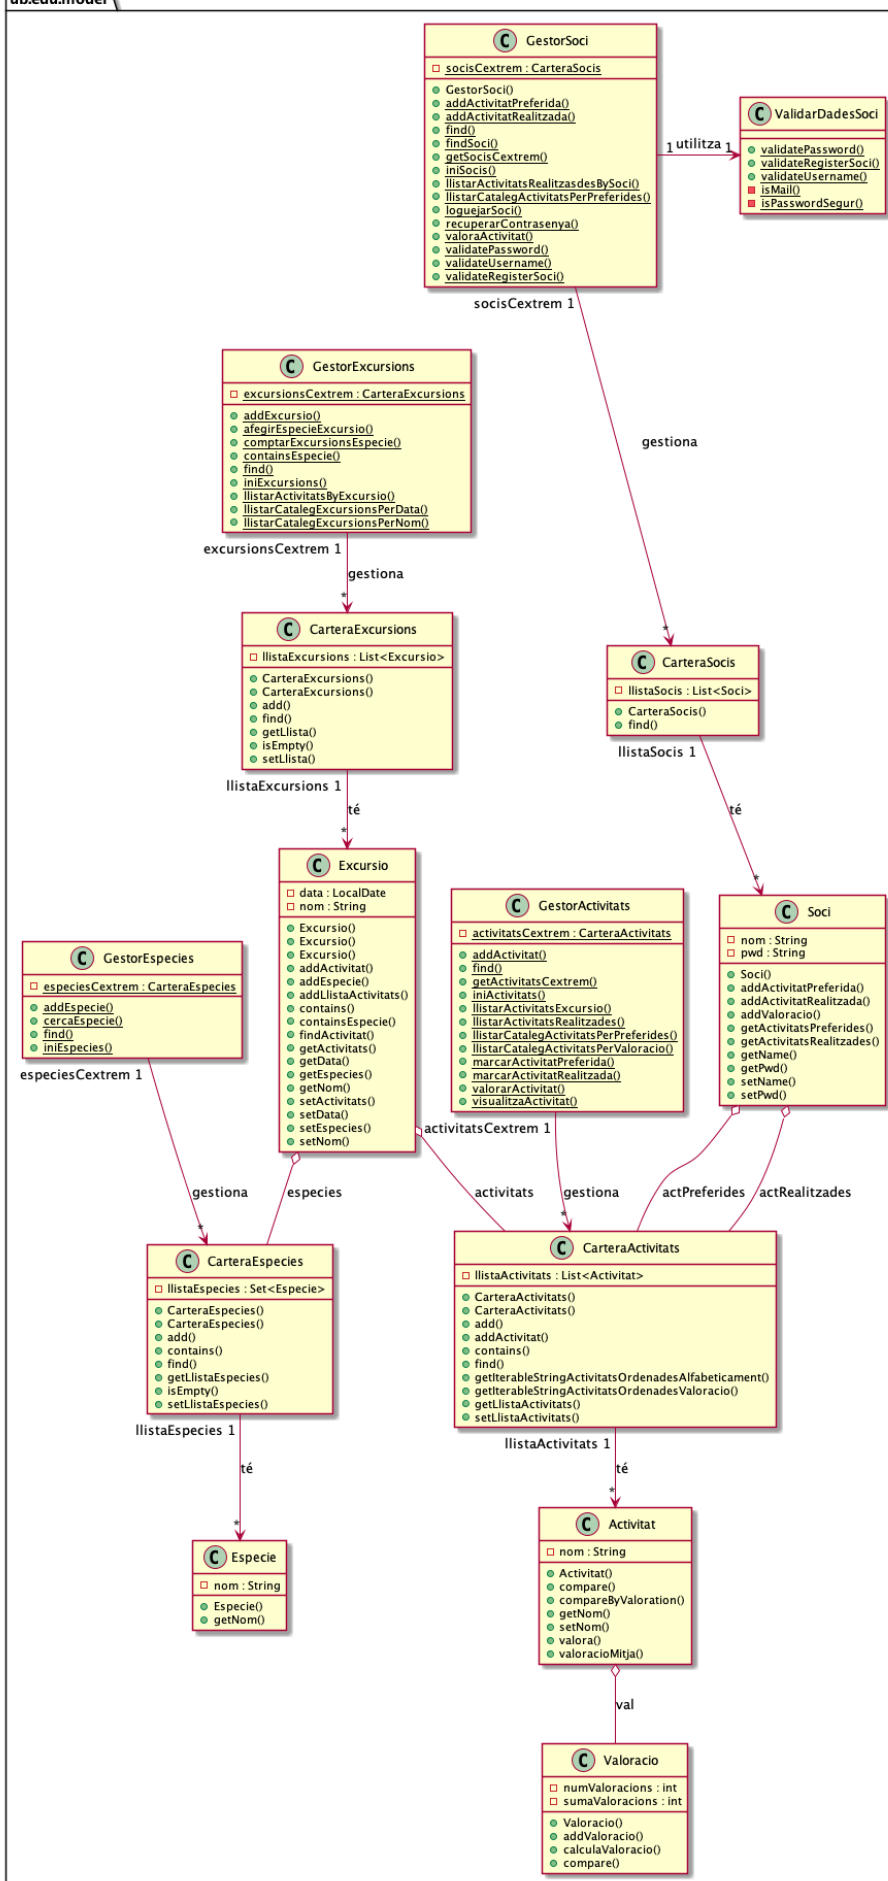 ub.edu.model
C GestorSoci
socisCextrem : CarteraSocis
GestorSoci()
addActivitatPreferida()
addActivitatRealitzada()
find()
findSoci()
getSocisCextrem()
iniSocis()
llistarActivitatsRealitzasdesBySoci()
llistarCatalegActivitatsPerPreferides()
loguejarSoci()
recuperarContrasenya()
valoraActivitat()
validatePassword()
validateUsername()
validateRegisterSoci()
1 utilitza 1
C ValidarDadesSoci
validatePassword()
validateRegisterSoci()
validateUsername()
isMail()
isPasswordSegur()
socisCextrem 1
gestiona
*
C GestorExcursions
excursionsCextrem : CarteraExcursions
addExcursio()
afegirEspecieExcursio()
comptarExcursionsEspecie()
containsEspecie()
find()
iniExcursions()
llistarActivitatsByExcursio()
llistarCatalegExcursionsPerData()
llistarCatalegExcursionsPerNom()
excursionsCextrem 1
gestiona
*
C CarteraExcursions
llistaExcursions : List<Excursio>
CarteraExcursions()
CarteraExcursions()
add()
find()
getLlista()
isEmpty()
setLlista()
llistaExcursions 1
té
*
C CarteraSocis
llistaSocis : List<Soci>
CarteraSocis()
find()
llistaSocis 1
té
*
C Excursio
data : LocalDate
nom : String
Excursio()
Excursio()
Excursio()
addActivitat()
addEspecie()
addLlistaActivitats()
contains()
containsEspecie()
findActivitat()
getActivitats()
getData()
getEspecies()
getNom()
setActivitats()
setData()
setEspecies()
setNom()
C GestorActivitats
activitatsCextrem : CarteraActivitats
addActivitat()
find()
getActivitatsCextrem()
iniActivitats()
llistarActivitatsExcursio()
llistarActivitatsRealitzades()
llistarCatalegActivitatsPerPreferides()
llistarCatalegActivitatsPerValoracio()
marcarActivitatPreferida()
marcarActivitatRealitzada()
valorarActivitat()
visualitzaActivitat()
C Soci
nom : String
pwd : String
Soci()
addActivitatPreferida()
addActivitatRealitzada()
addValoracio()
getActivitatsPreferides()
getActivitatsRealitzades()
getName()
getPwd()
setName()
setPwd()
C GestorEspecies
especiesCextrem : CarteraEspecies
addEspecie()
cercaEspecie()
find()
iniEspecies()
especiesCextrem 1
activitatsCextrem 1
gestiona
especies
activitats
gestiona
actPreferides
actRealitzades
*
*
C CarteraEspecies
llistaEspecies : Set<Especie>
CarteraEspecies()
CarteraEspecies()
add()
contains()
find()
getLlistaEspecies()
isEmpty()
setLlistaEspecies()
llistaEspecies 1
té
*
C CarteraActivitats
llistaActivitats : List<Activitat>
CarteraActivitats()
CarteraActivitats()
add()
addActivitat()
contains()
find()
getIterableStringActivitatsOrdenadesAlfabeticament()
getIterableStringActivitatsOrdenadesValoracio()
getLlistaActivitats()
setLlistaActivitats()
llistaActivitats 1
té
*
C Especie
nom : String
Especie()
getNom()
C Activitat
nom : String
Activitat()
compare()
compareByValoration()
getNom()
setNom()
valora()
valoracioMitja()
val
C Valoracio
numValoracions : int
sumaValoracions : int
Valoracio()
addValoracio()
calculaValoracio()
compare()